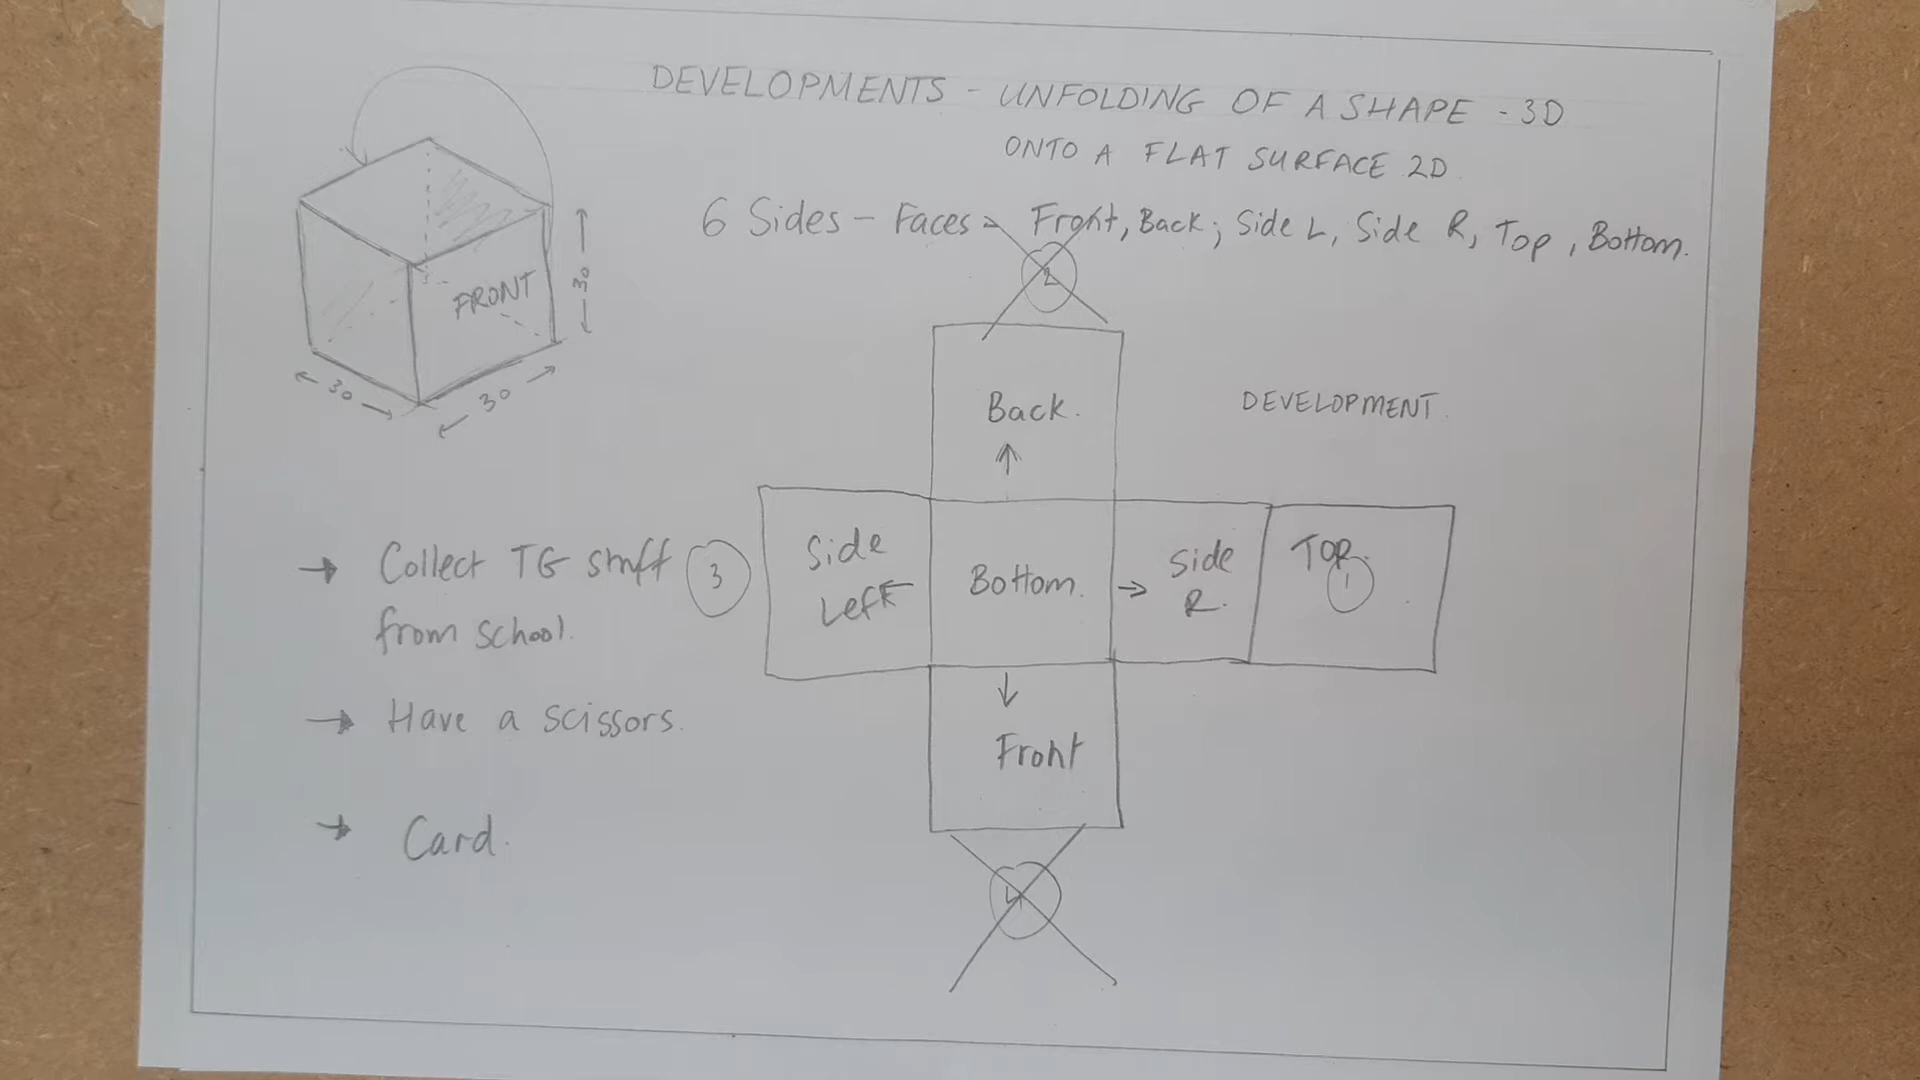 DEVELOPMENTS - UNFOLDING OF A SHAPE - 3D
ONTO A FLAT SURFACE 2D.
6 Sides - Faces - Front, Back; Side L, Side R, Top, Bottom.
2
FRONT
30
30
30
Back.
DEVELOPMENT.
→ Collect TG stuff
from school.
3
Side
Left
Bottom.
Side
R.
TOP.
1
→ Have a scissors.
Front
→ Card.
4